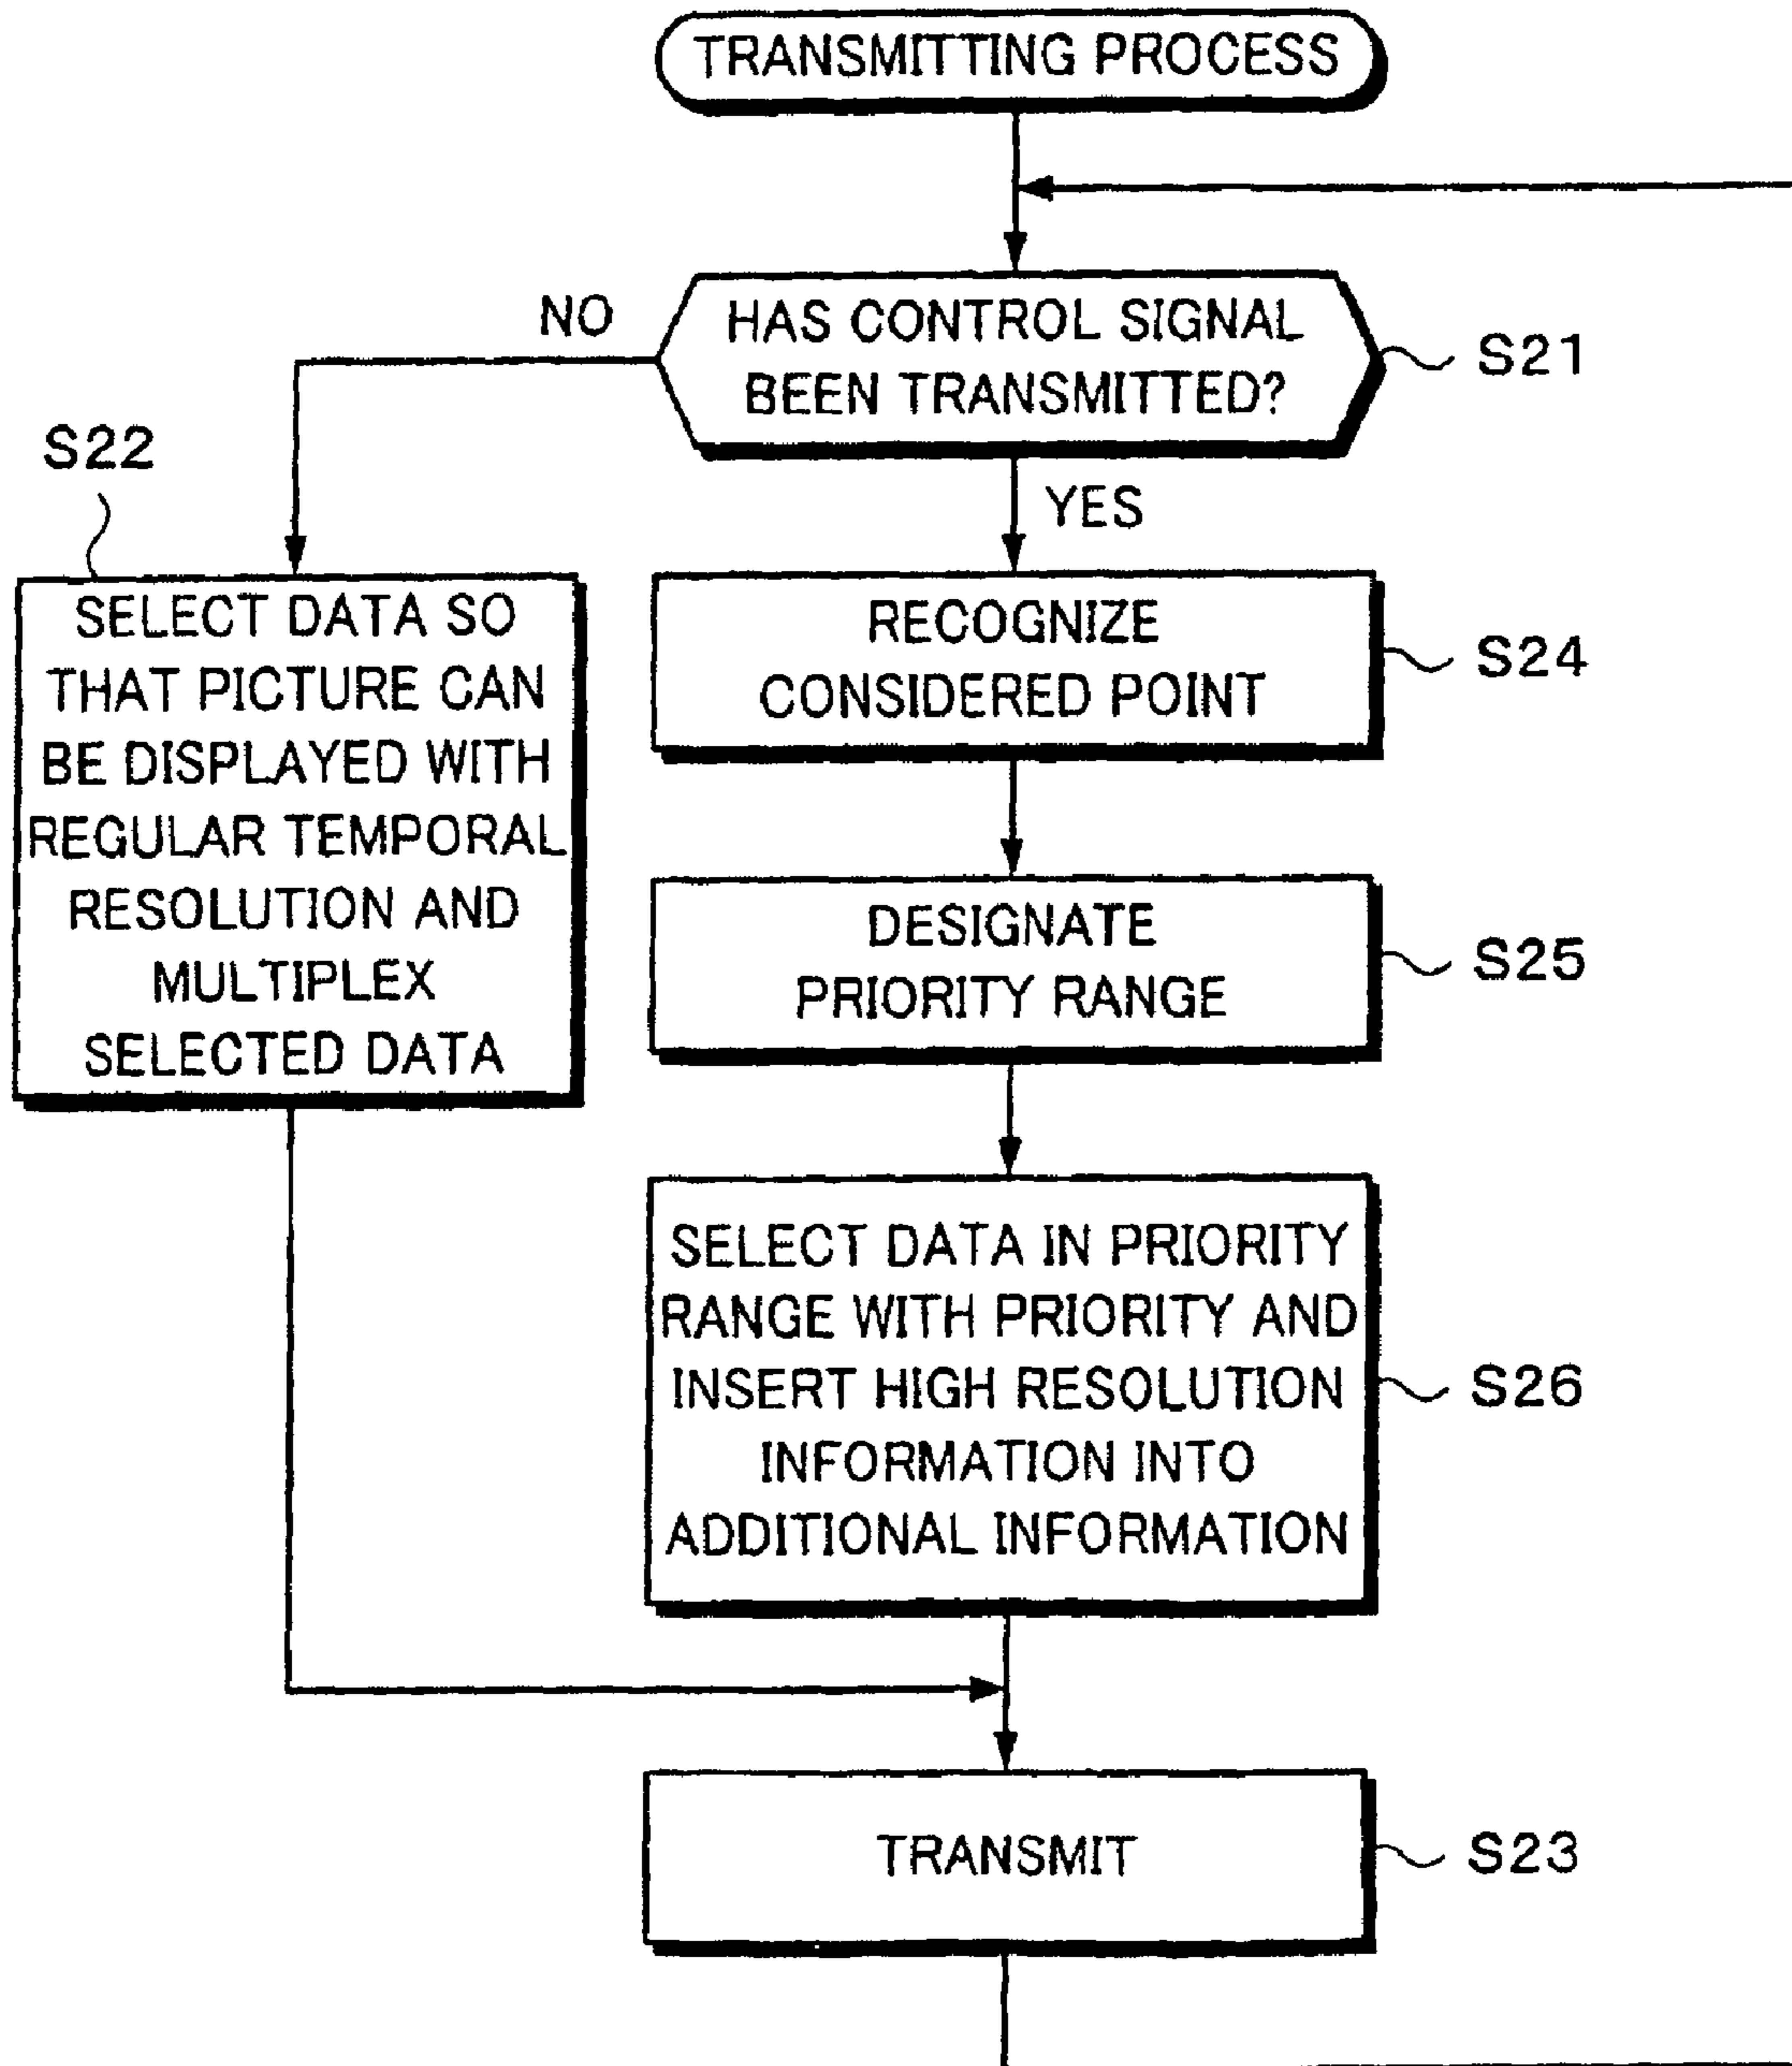 TRANSMITTING PROCESS
HAS CONTROL SIGNAL
BEEN TRANSMITTED?
S21
NO
YES
S22
SELECT DATA SO
THAT PICTURE CAN
BE DISPLAYED WITH
REGULAR TEMPORAL
RESOLUTION AND
MULTIPLEX
SELECTED DATA
RECOGNIZE
CONSIDERED POINT
S24
DESIGNATE
PRIORITY RANGE
S25
SELECT DATA IN PRIORITY
RANGE WITH PRIORITY AND
INSERT HIGH RESOLUTION
INFORMATION INTO
ADDITIONAL INFORMATION
S26
TRANSMIT
S23